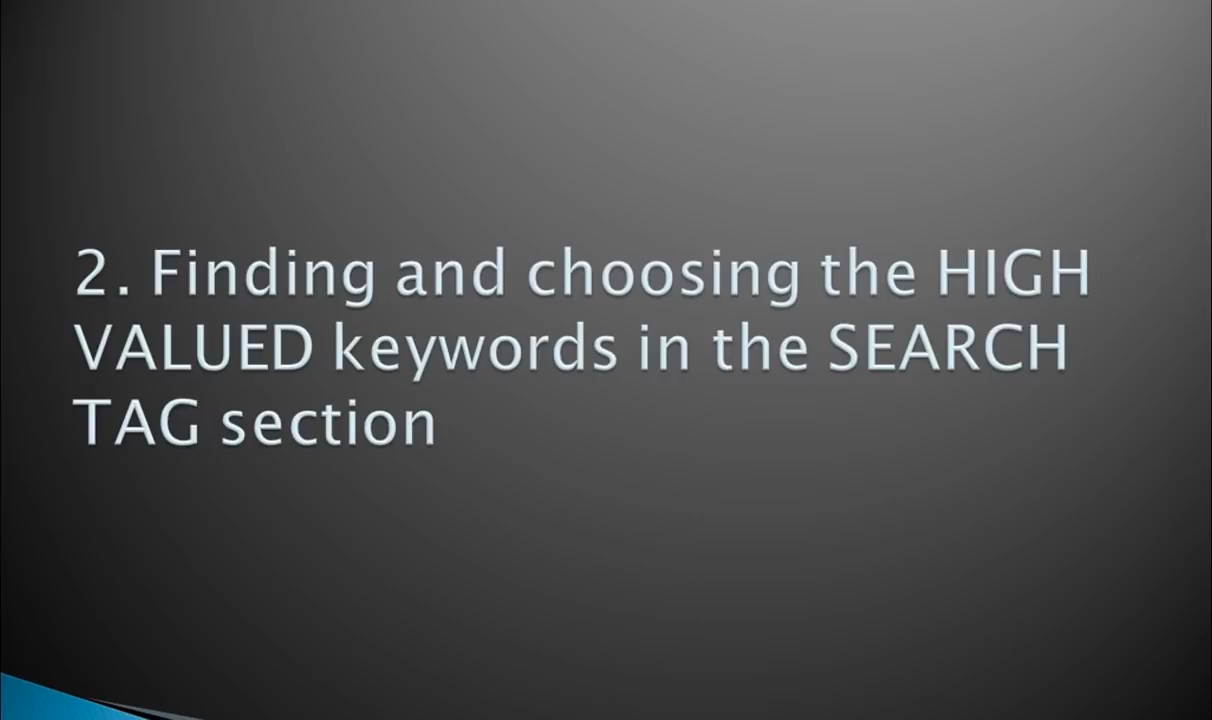 2. Finding and choosing the HIGH
VALUED keywords in the SEARCH
TAG section